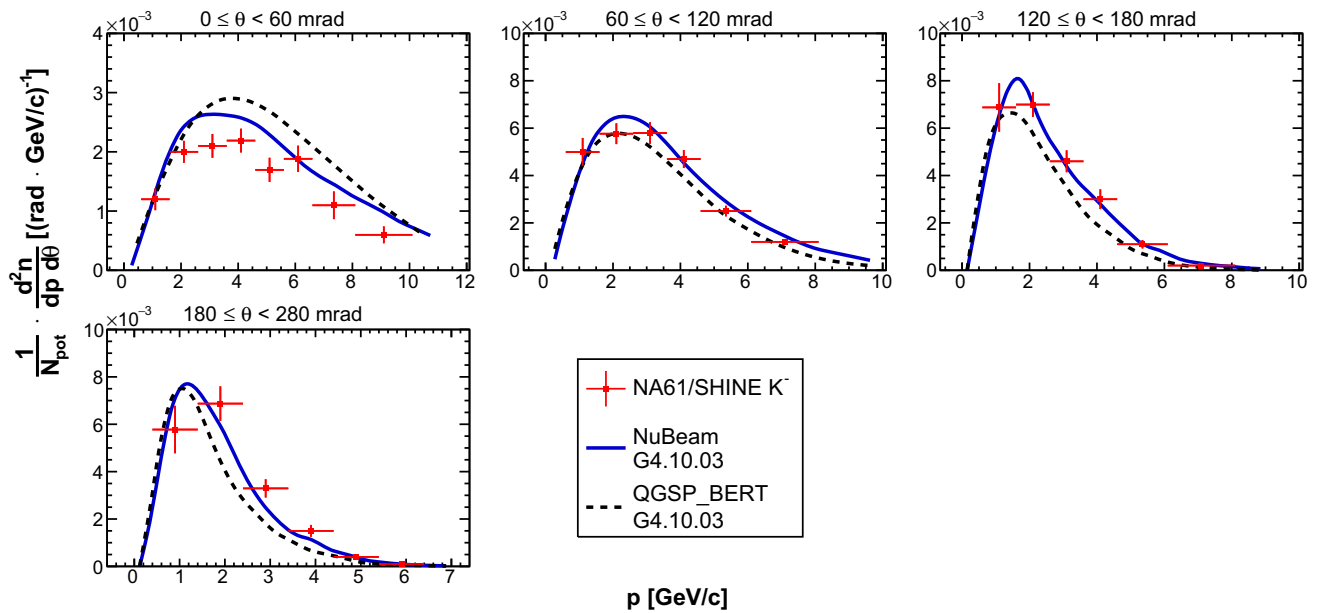 0 ≤ θ < 60 mrad
60 ≤ θ < 120 mrad
120 ≤ θ < 180 mrad
×10⁻³
4
3
2
1
0
0 2 4 6 8 10 12
×10⁻³
10
8
6
4
2
0
0 2 4 6 8 10
×10⁻³
10
8
6
4
2
0
0 2 4 6 8 10
1/N_pot · d²n/dp dθ [(rad · GeV/c)⁻¹]
180 ≤ θ < 280 mrad
×10⁻³
10
8
6
4
2
0
0 1 2 3 4 5 6 7
NA61/SHINE K⁻
NuBeam
G4.10.03
QGSP_BERT
G4.10.03
p [GeV/c]